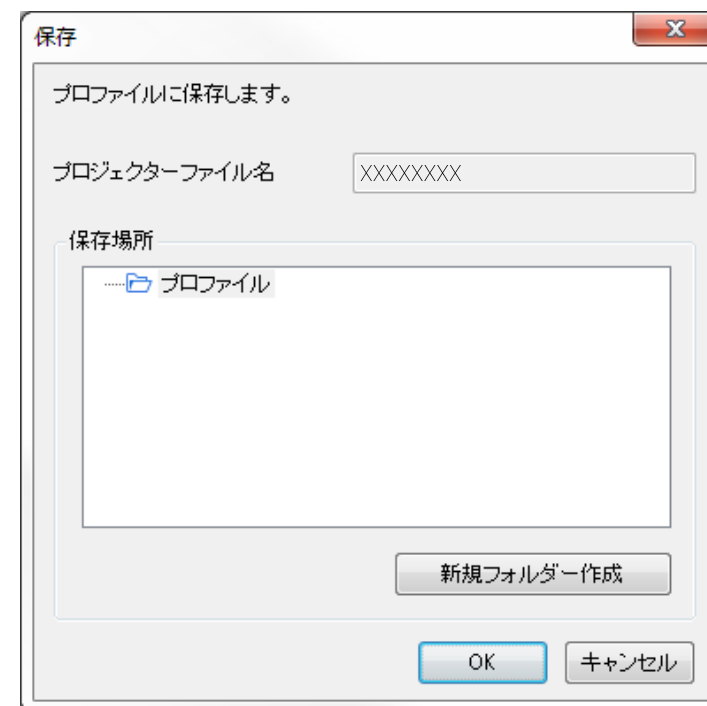 保存
プロファイルに保存します。
プロジェクターファイル名 XXXXXXXX
保存場所
プロファイル
新規フォルダー作成
OK キャンセル